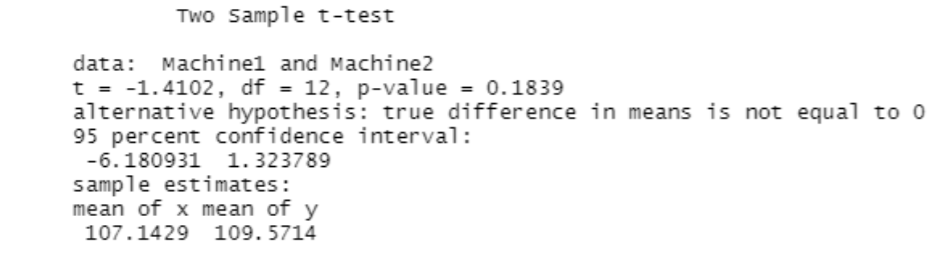 Two Sample t-test
data: Machine1 and Machine2
t = -1.4102, df = 12, p-value = 0.1839
alternative hypothesis: true difference in means is not equal to 0
95 percent confidence interval:
-6.180931 1.323789
sample estimates:
mean of x mean of y
107.1429 109.5714